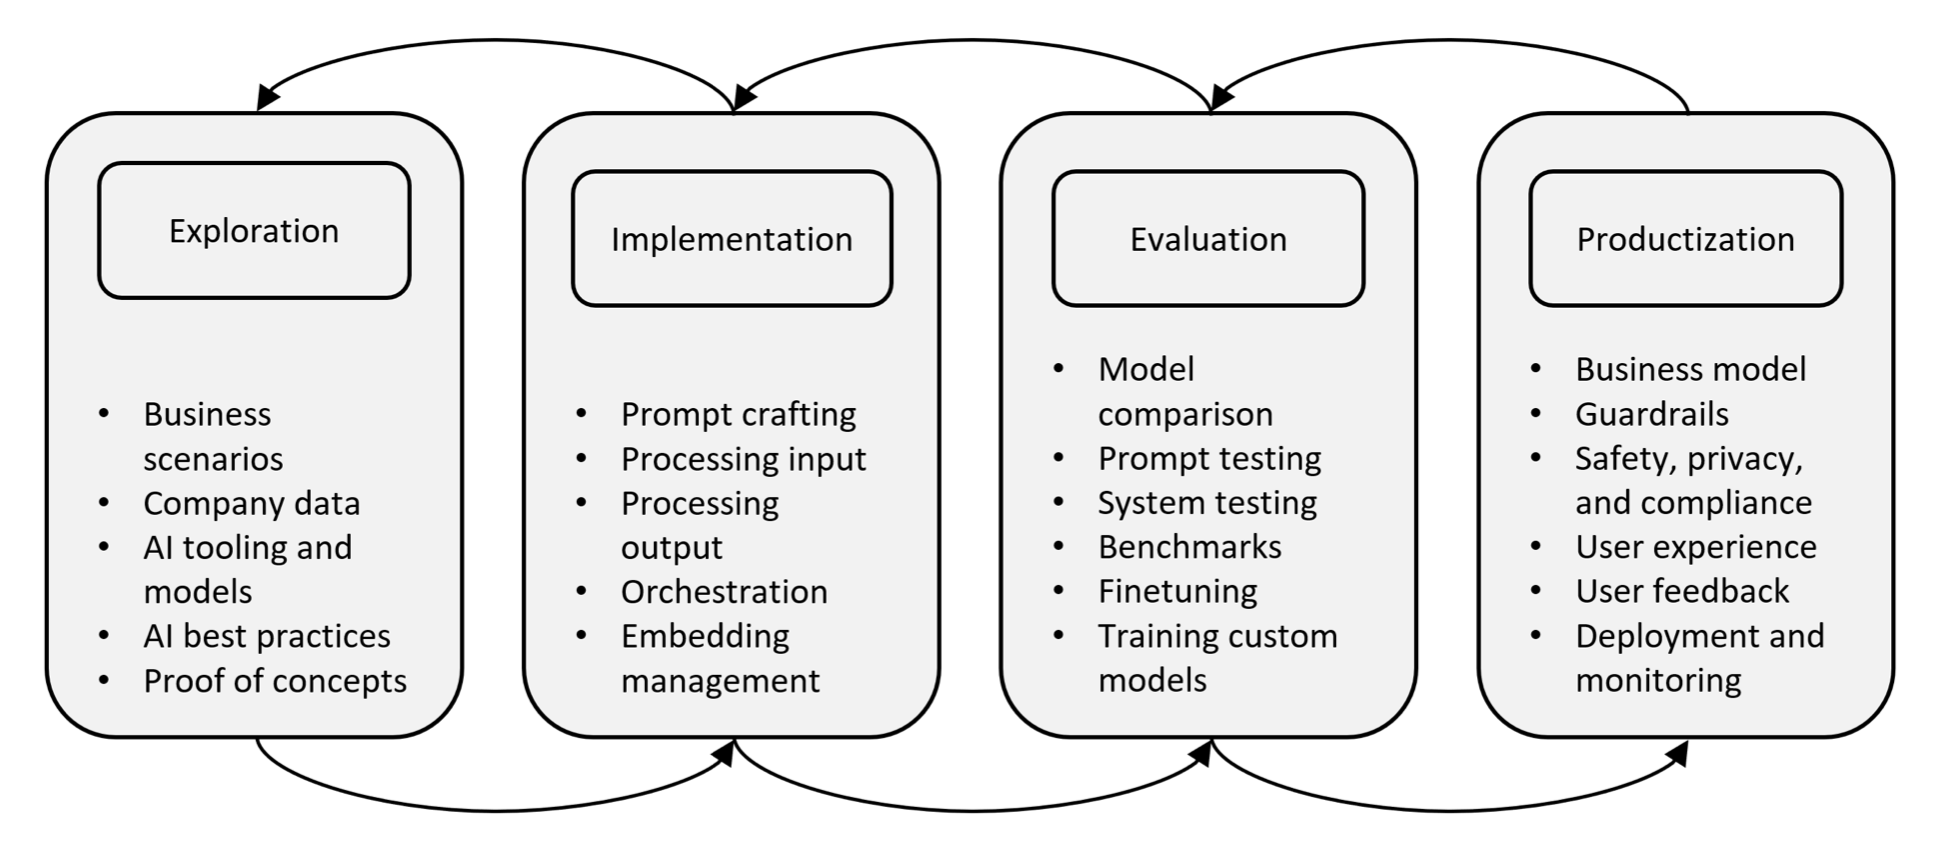 Exploration
• Business
scenarios
• Company data
• AI tooling and
models
• AI best practices
• Proof of concepts
Implementation
• Prompt crafting
• Processing input
• Processing
output
• Orchestration
• Embedding
management
Evaluation
• Model
comparison
• Prompt testing
• System testing
• Benchmarks
• Finetuning
• Training custom
models
Productization
• Business model
• Guardrails
• Safety, privacy,
and compliance
• User experience
• User feedback
• Deployment and
monitoring